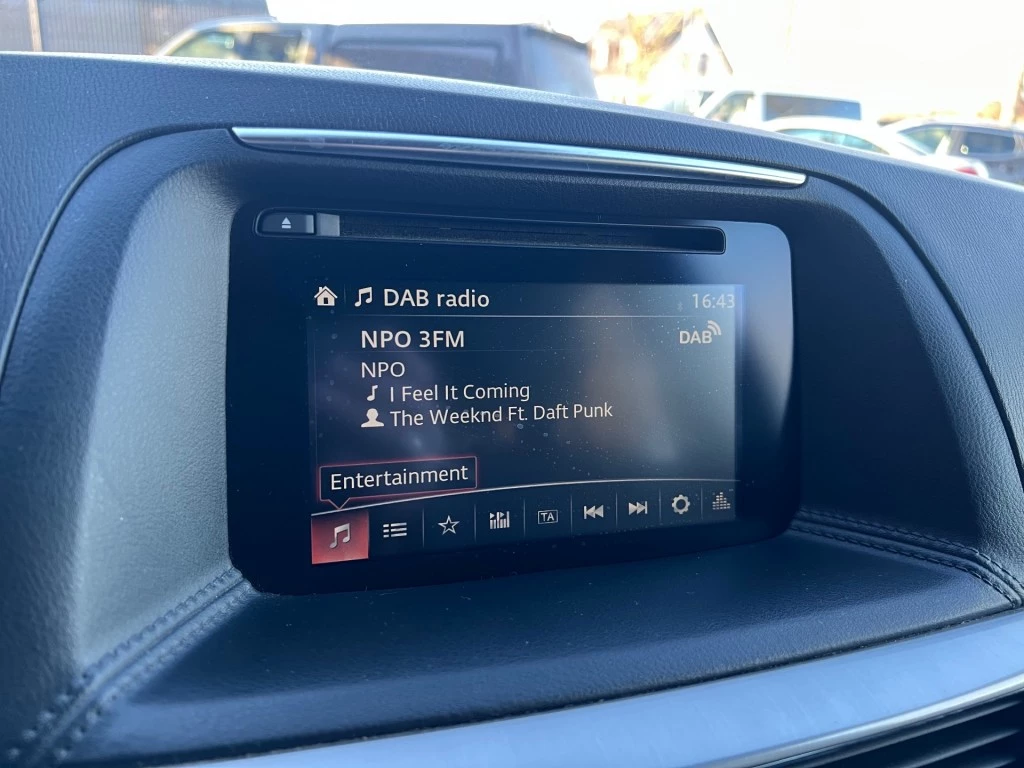 DAB radio 16:43
NPO 3FM DAB
NPO
I Feel It Coming
The Weeknd Ft. Daft Punk
Entertainment
TA